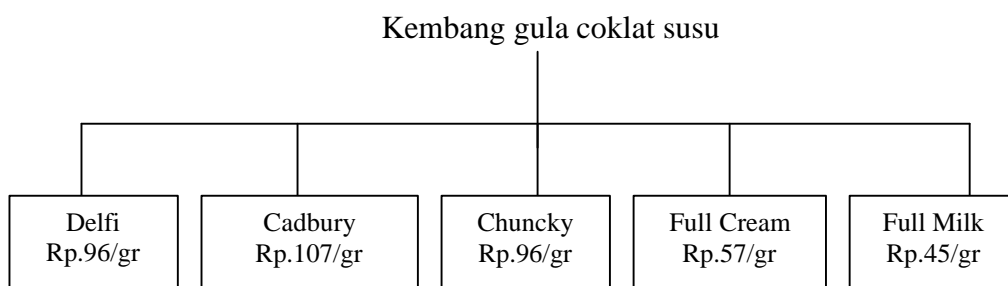 Kembang gula coklat susu
Delfi
Rp.96/gr
Cadbury
Rp.107/gr
Chuncky
Rp.96/gr
Full Cream
Rp.57/gr
Full Milk
Rp.45/gr